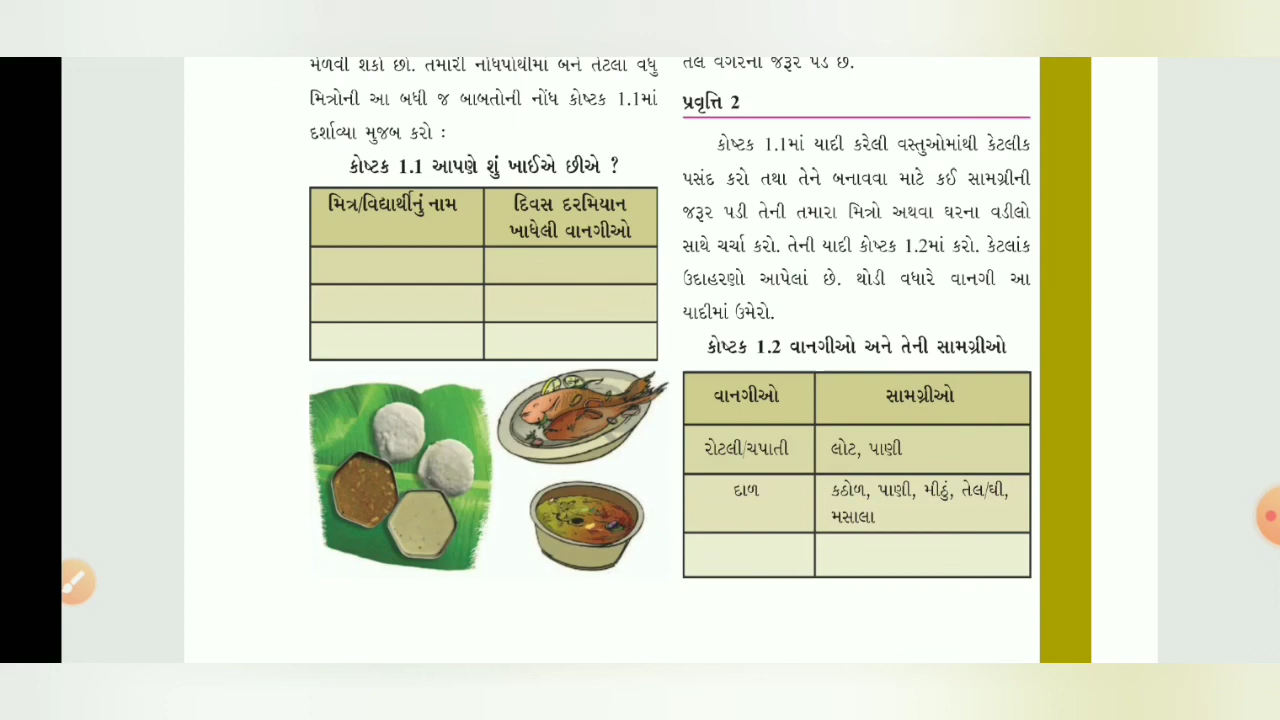 મેળવી શકો છો. તમારી નોંધપોથીમાં બને તેટલા વધુ
મિત્રોની આ બધી જ બાબતોની નોંધ કોષ્ટક 1.1માં
દર્શાવ્યા મુજબ કરો :
કોષ્ટક 1.1 આપણે શું ખાઈએ છીએ ?
મિત્ર/વિદ્યાર્થીનું નામ
દિવસ દરમિયાન
ખાધેલી વાનગીઓ
તેલ વગેરેની જરૂર પડે છે.
પ્રવૃત્તિ 2
કોષ્ટક 1.1માં યાદી કરેલી વસ્તુઓમાંથી કેટલીક
પસંદ કરો તથા તેને બનાવવા માટે કઈ સામગ્રીની
જરૂર પડી તેની તમારા મિત્રો અથવા ઘરના વડીલો
સાથે ચર્ચા કરો. તેની યાદી કોષ્ટક 1.2માં કરો. કેટલાંક
ઉદાહરણો આપેલાં છે. થોડી વધારે વાનગી આ
યાદીમાં ઉમેરો.
કોષ્ટક 1.2 વાનગીઓ અને તેની સામગ્રીઓ
વાનગીઓ
સામગ્રીઓ
રોટલી/ચપાતી
લોટ, પાણી
દાળ
કઠોળ, પાણી, મીઠું, તેલ/ઘી,
મસાલા